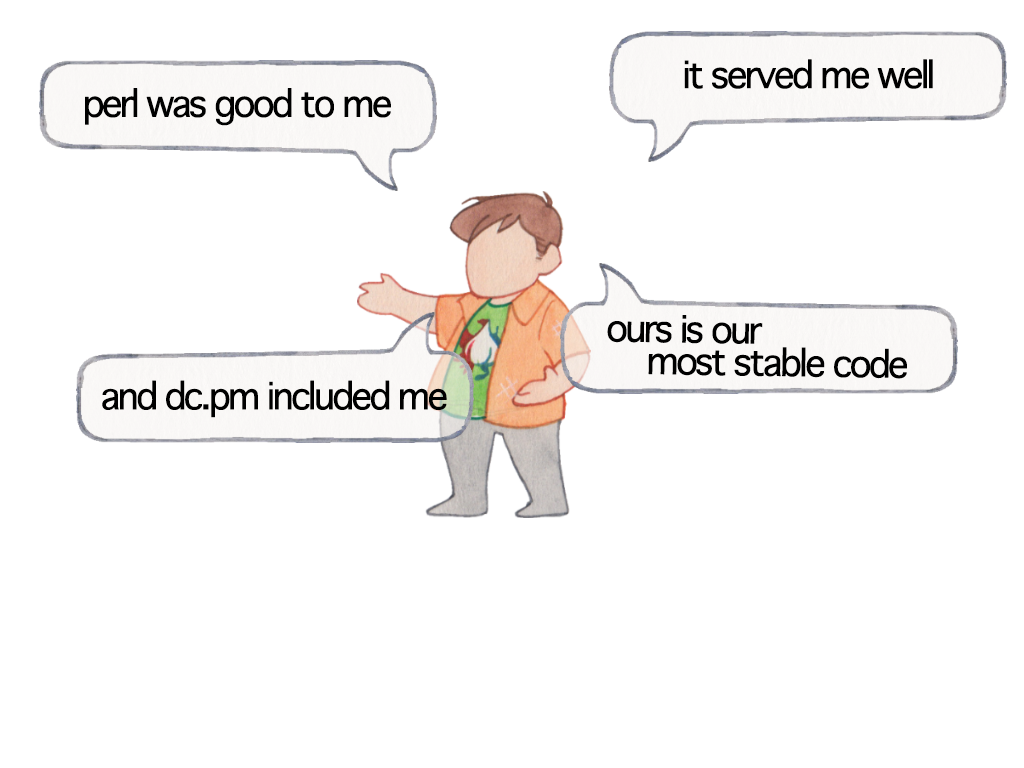 perl was good to me
it served me well
ours is our
most stable code
and dc.pm included me